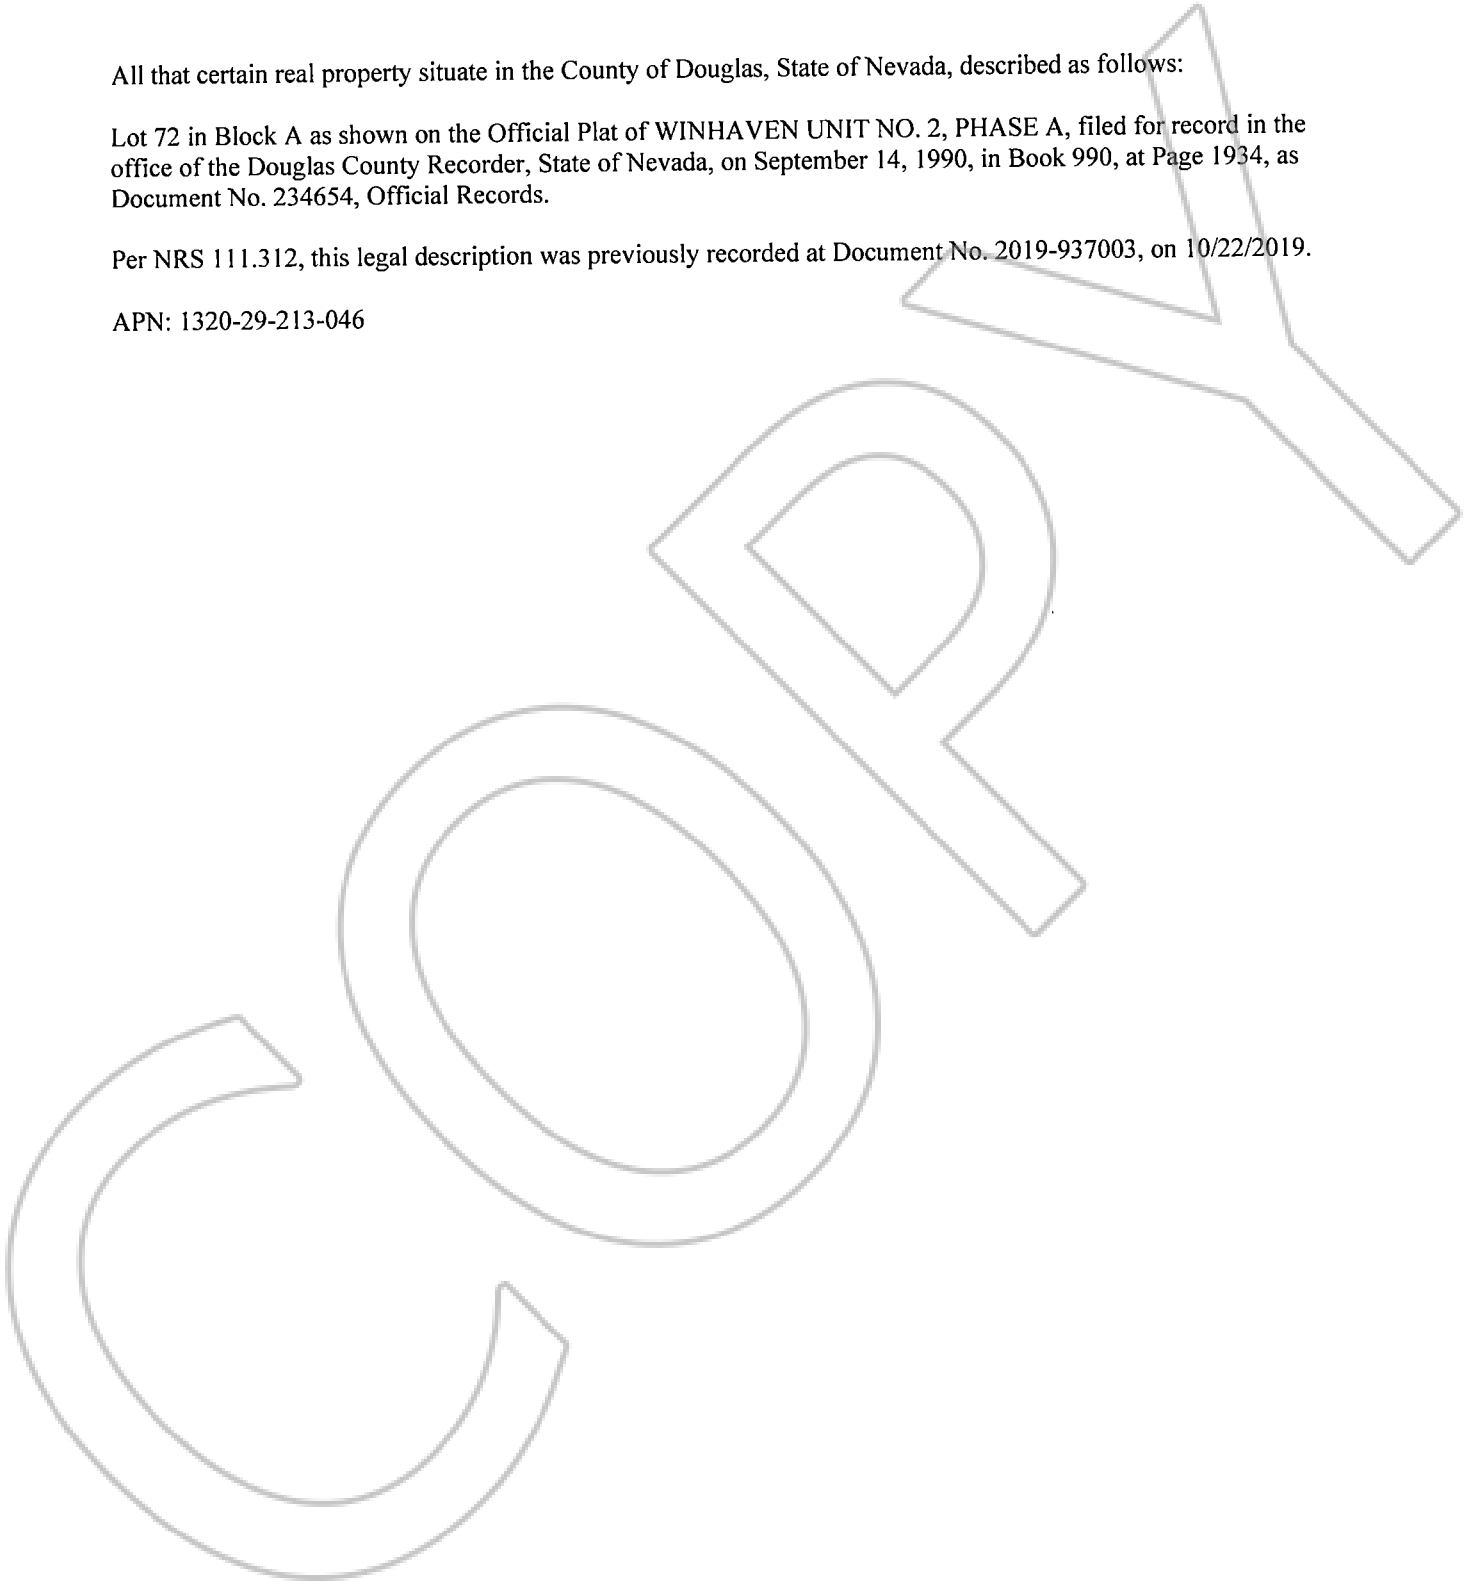 All that certain real property situate in the County of Douglas, State of Nevada, described as follows:
Lot 72 in Block A as shown on the Official Plat of WINHAVEN UNIT NO. 2, PHASE A, filed for record in the
office of the Douglas County Recorder, State of Nevada, on September 14, 1990, in Book 990, at Page 1934, as
Document No. 234654, Official Records.
Per NRS 111.312, this legal description was previously recorded at Document No. 2019-937003, on 10/22/2019.
APN: 1320-29-213-046
COPY